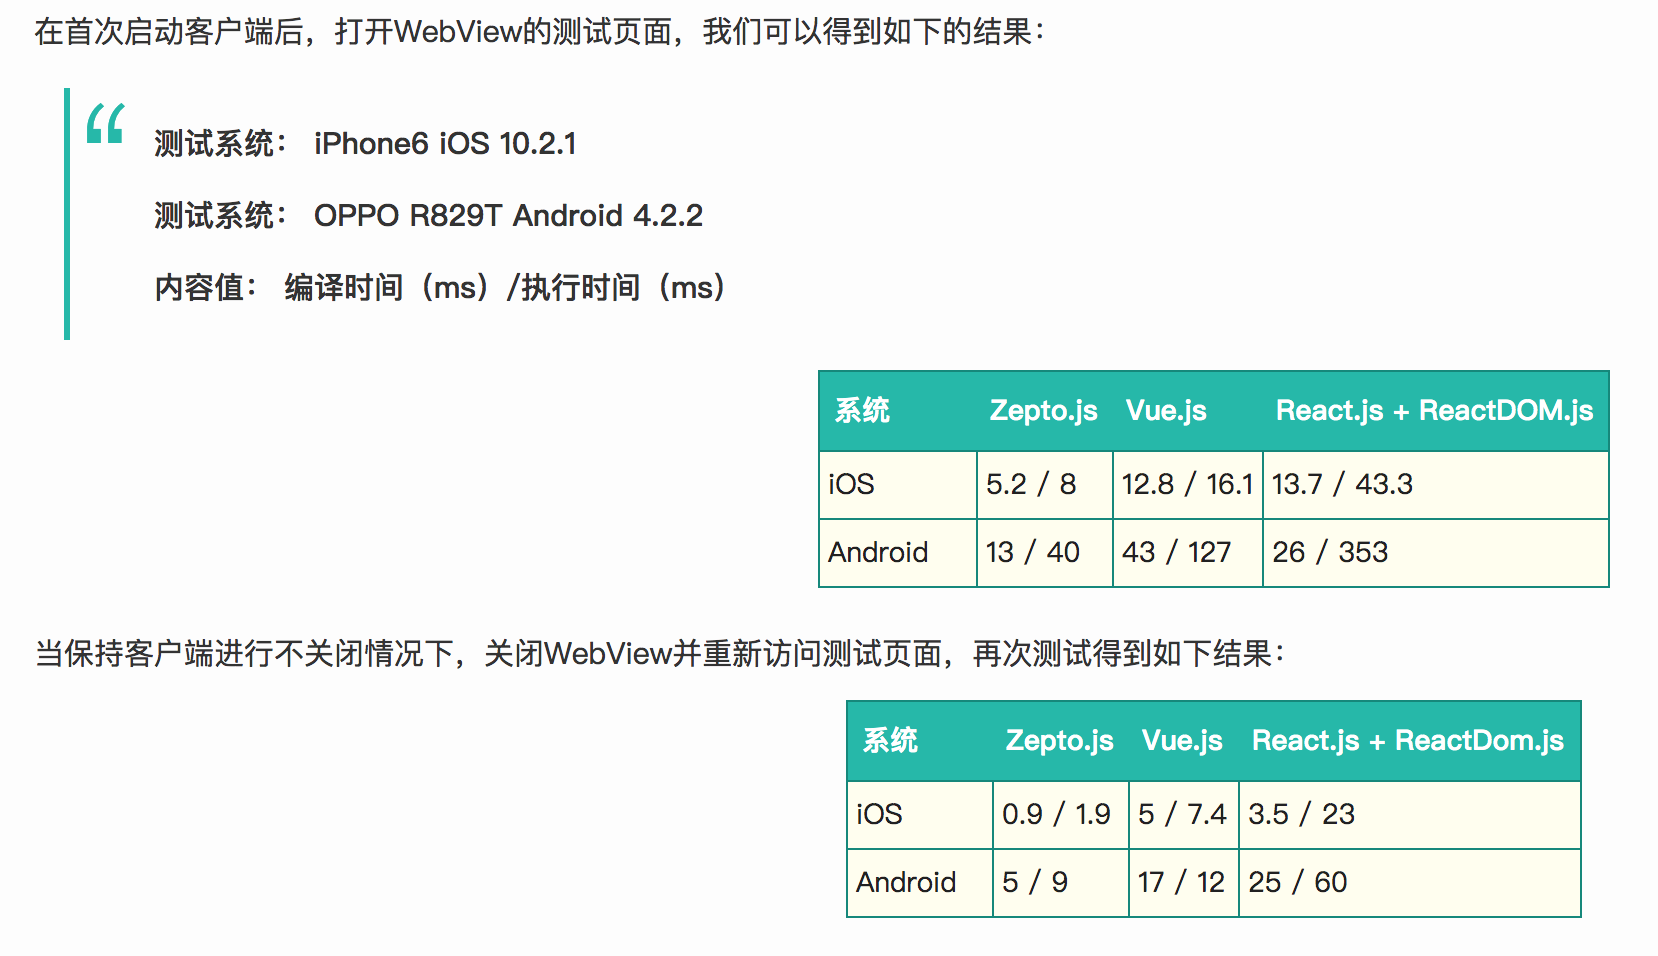 在首次启动客户端后，打开WebView的测试页面，我们可以得到如下的结果：
“
测试系统： iPhone6 iOS 10.2.1
测试系统： OPPO R829T Android 4.2.2
内容值： 编译时间（ms）/执行时间（ms）
系统 Zepto.js Vue.js React.js + ReactDOM.js
iOS 5.2 / 8 12.8 / 16.1 13.7 / 43.3
Android 13 / 40 43 / 127 26 / 353
当保持客户端进行不关闭情况下，关闭WebView并重新访问测试页面，再次测试得到如下结果：
系统 Zepto.js Vue.js React.js + ReactDom.js
iOS 0.9 / 1.9 5 / 7.4 3.5 / 23
Android 5 / 9 17 / 12 25 / 60